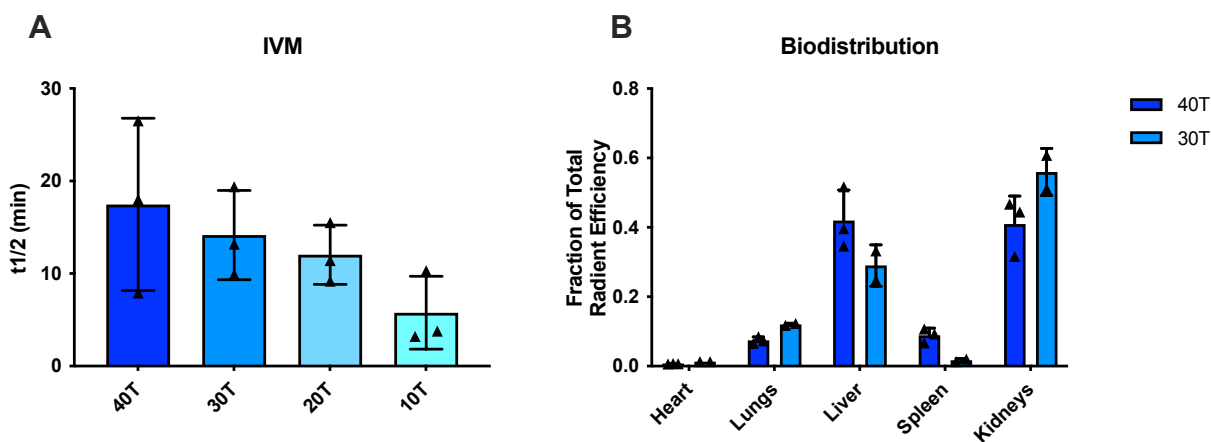 A
IVM
t1/2 (min)
30
20
10
0
40T
30T
20T
10T
B
Biodistribution
Fraction of Total
Radient Efficiency
0.8
0.6
0.4
0.2
0.0
Heart
Lungs
Liver
Spleen
Kidneys
40T
30T